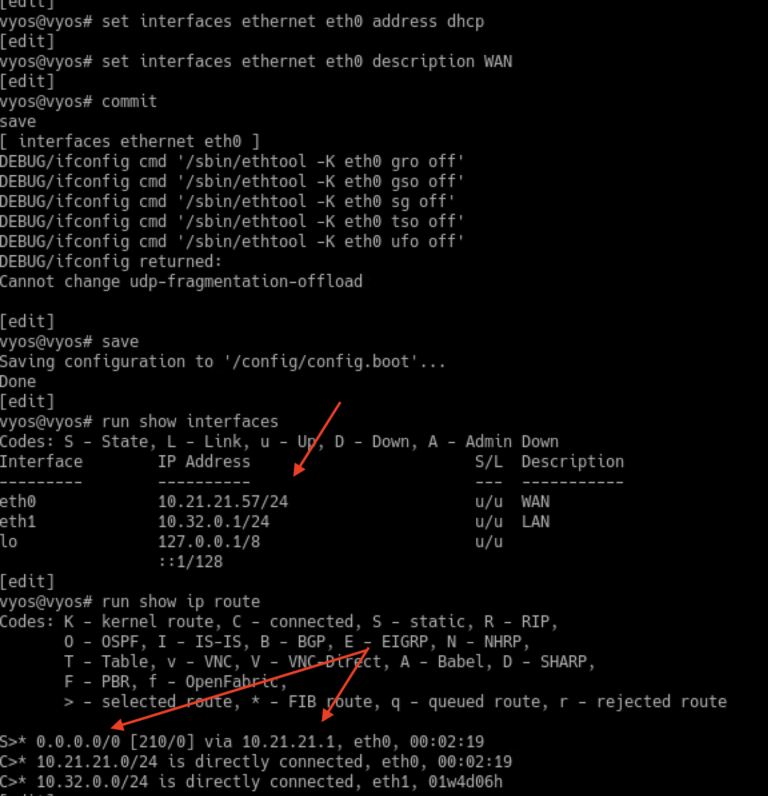 [edit]
vyos@vyos# set interfaces ethernet eth0 address dhcp
[edit]
vyos@vyos# set interfaces ethernet eth0 description WAN
[edit]
vyos@vyos# commit
save
[ interfaces ethernet eth0 ]
DEBUG/ifconfig cmd '/sbin/ethtool -K eth0 gro off'
DEBUG/ifconfig cmd '/sbin/ethtool -K eth0 gso off'
DEBUG/ifconfig cmd '/sbin/ethtool -K eth0 sg off'
DEBUG/ifconfig cmd '/sbin/ethtool -K eth0 tso off'
DEBUG/ifconfig cmd '/sbin/ethtool -K eth0 ufo off'
DEBUG/ifconfig returned:
Cannot change udp-fragmentation-offload
[edit]
vyos@vyos# save
Saving configuration to '/config/config.boot'...
Done
[edit]
vyos@vyos# run show interfaces
Codes: S - State, L - Link, u - Up, D - Down, A - Admin Down
Interface        IP Address                        S/L  Description
---------        ----------                        ---  -----------
eth0             10.21.21.57/24                    u/u  WAN
eth1             10.32.0.1/24                      u/u  LAN
lo               127.0.0.1/8                       u/u
                 ::1/128
[edit]
vyos@vyos# run show ip route
Codes: K - kernel route, C - connected, S - static, R - RIP,
       O - OSPF, I - IS-IS, B - BGP, E - EIGRP, N - NHRP,
       T - Table, v - VNC, V - VNC-Direct, A - Babel, D - SHARP,
       F - PBR, f - OpenFabric,
       > - selected route, * - FIB route, q - queued route, r - rejected route
S>* 0.0.0.0/0 [210/0] via 10.21.21.1, eth0, 00:02:19
C>* 10.21.21.0/24 is directly connected, eth0, 00:02:19
C>* 10.32.0.0/24 is directly connected, eth1, 01w4d06h